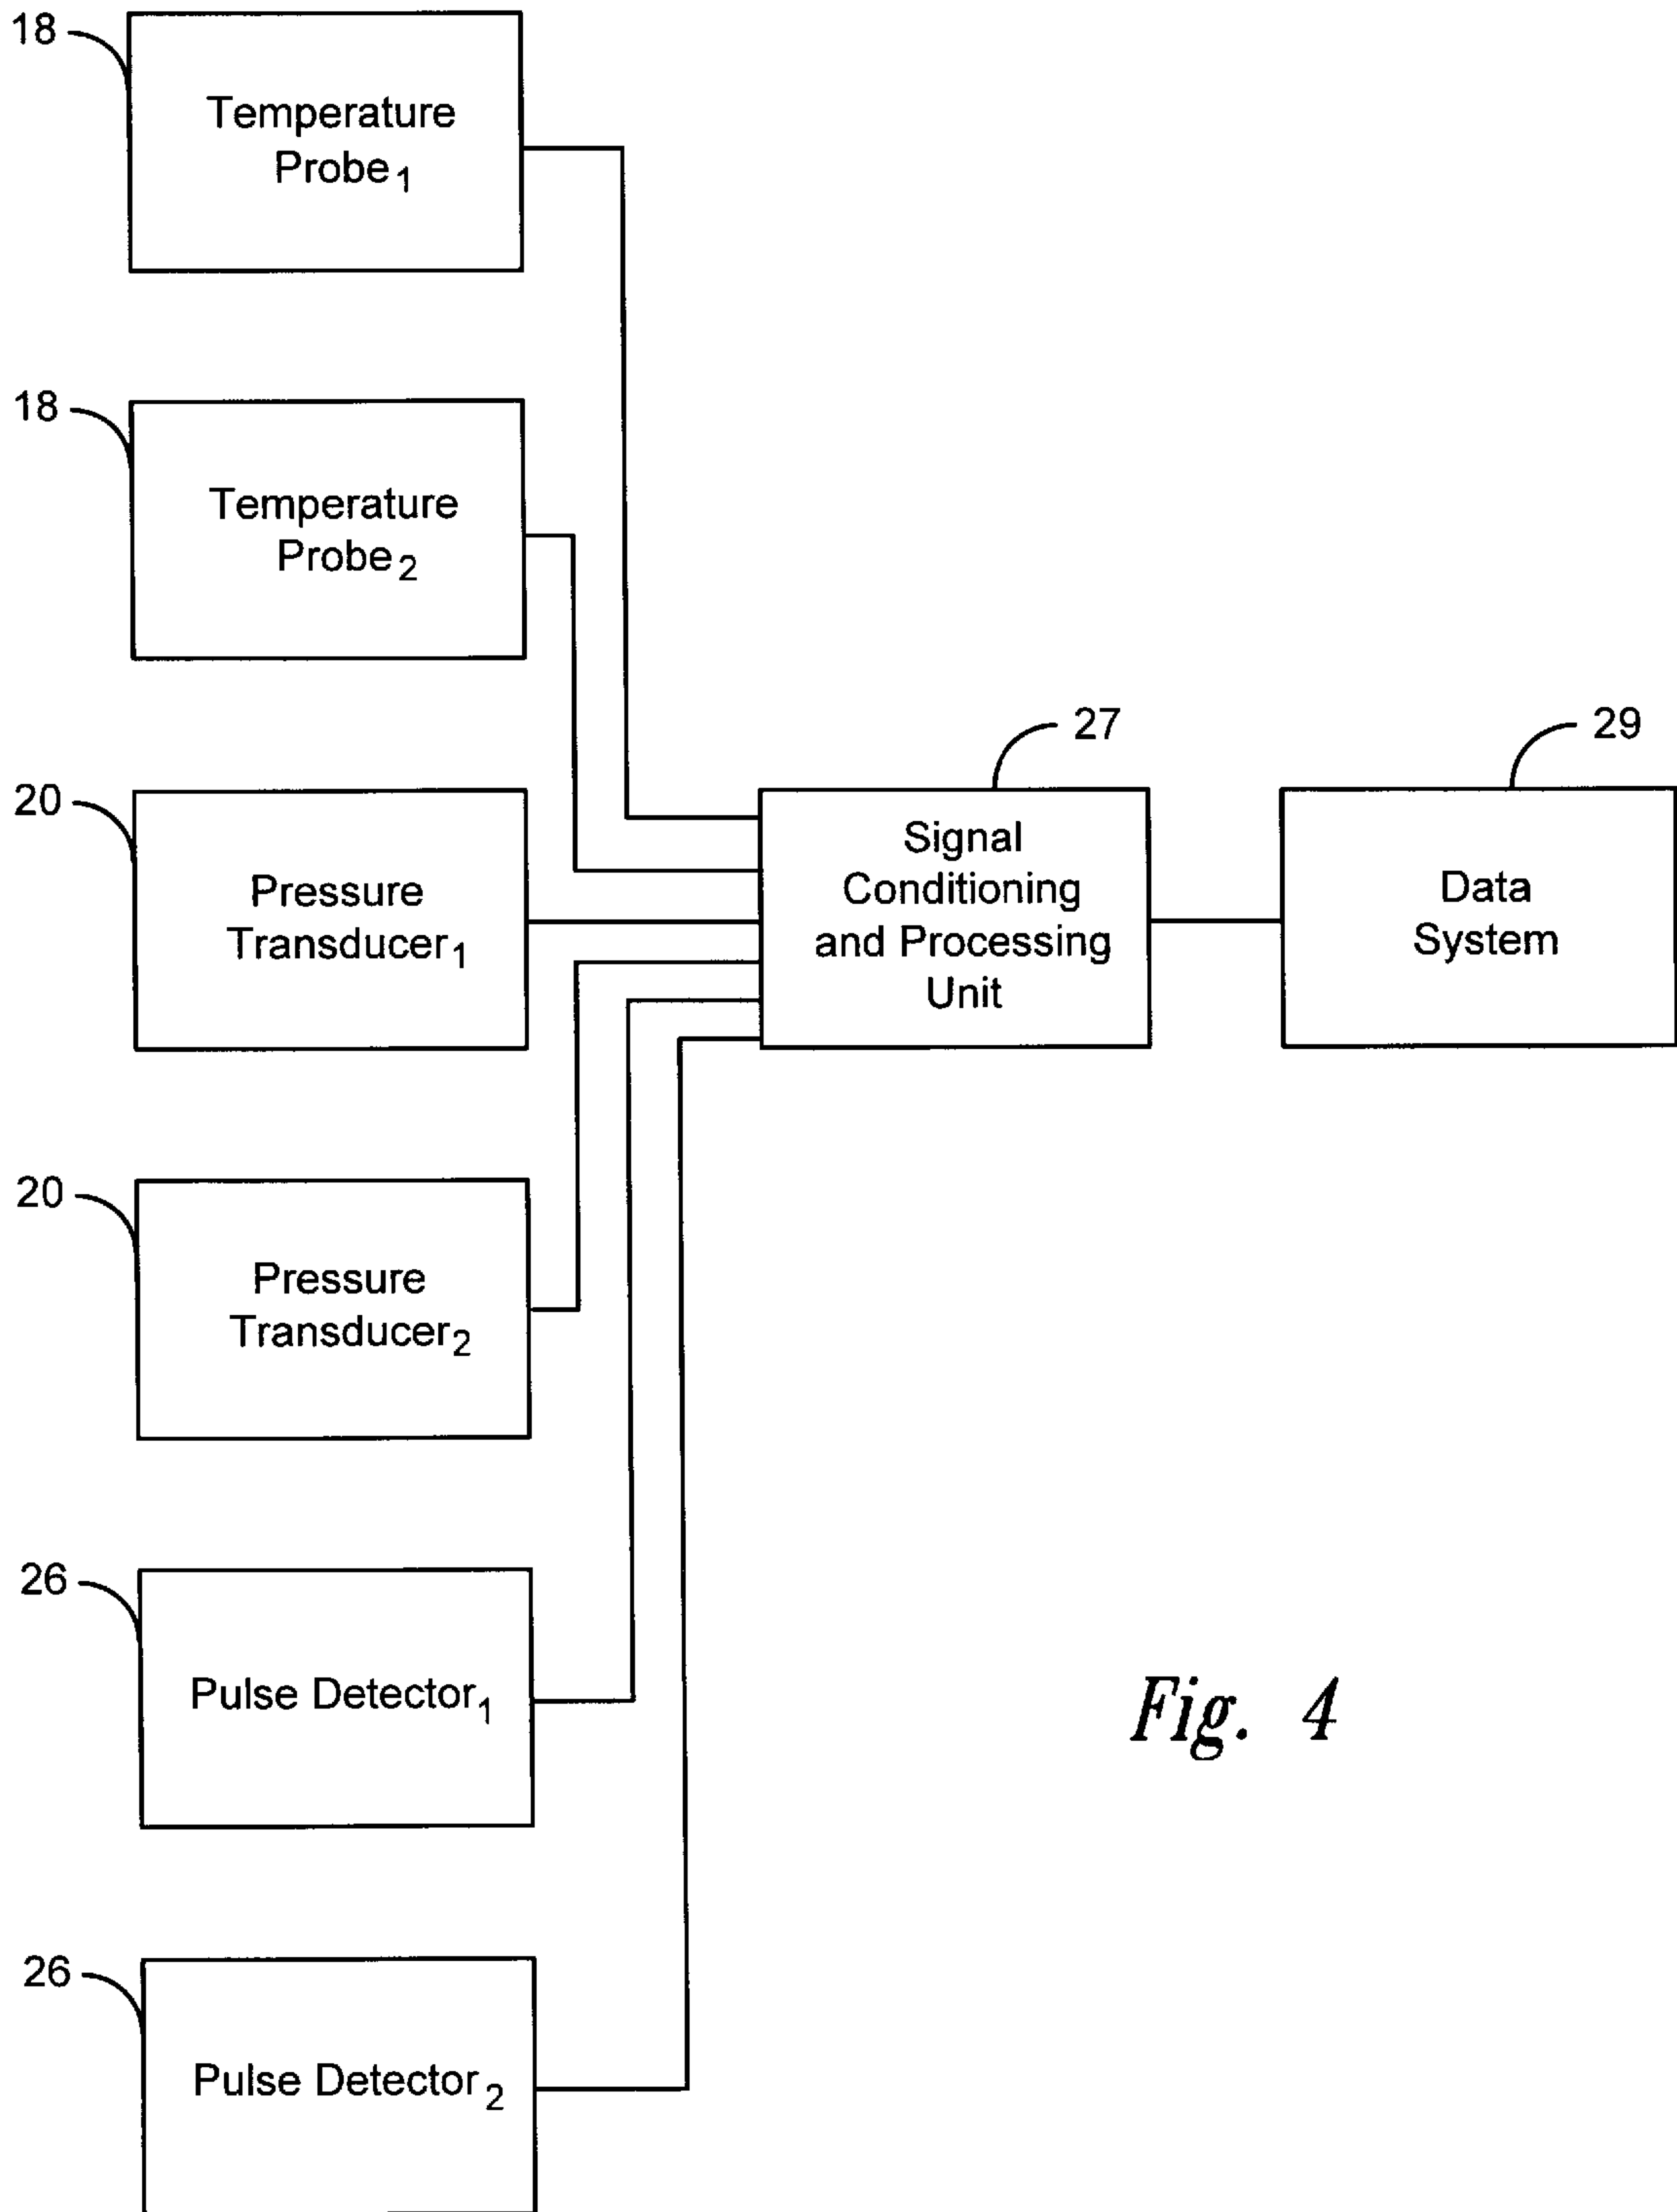 18
Temperature
Probe₁
18
Temperature
Probe₂
20
Pressure
Transducer₁
27
Signal
Conditioning
and Processing
Unit
29
Data
System
20
Pressure
Transducer₂
26
Pulse Detector₁
Fig. 4
26
Pulse Detector₂